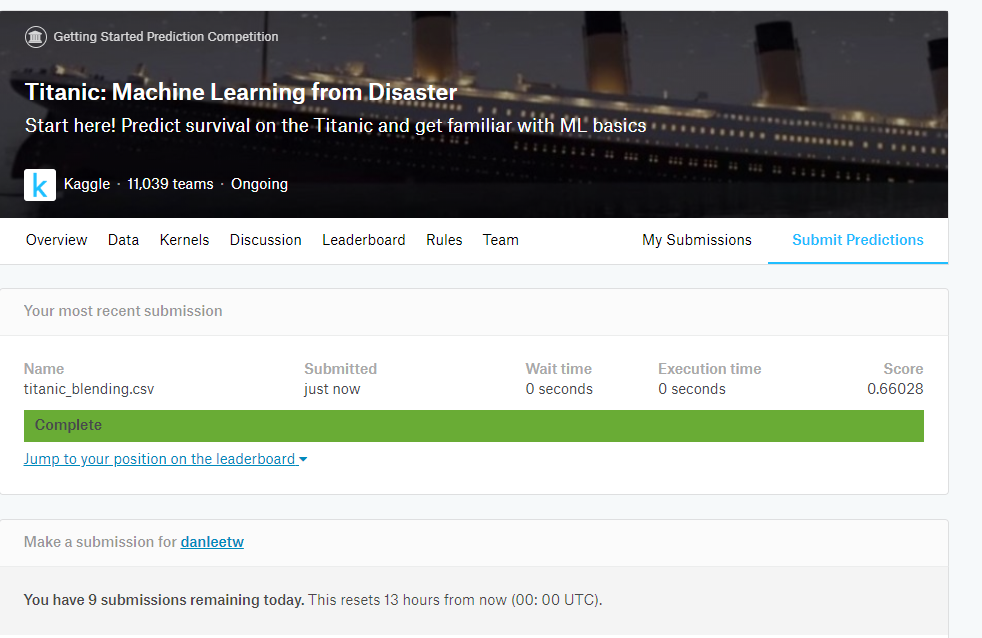 Getting Started Prediction Competition
Titanic: Machine Learning from Disaster
Start here! Predict survival on the Titanic and get familiar with ML basics
k Kaggle · 11,039 teams · Ongoing
Overview Data Kernels Discussion Leaderboard Rules Team My Submissions Submit Predictions
Your most recent submission
Name Submitted Wait time Execution time Score
titanic_blending.csv just now 0 seconds 0 seconds 0.66028
Complete
Jump to your position on the leaderboard
Make a submission for danleetw
You have 9 submissions remaining today. This resets 13 hours from now (00: 00 UTC).